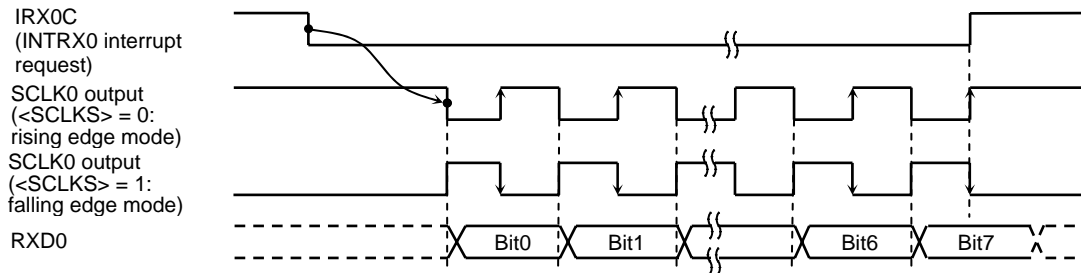 IRX0C
(INTRX0 interrupt
request)
SCLK0 output
(<SCLKS> = 0:
rising edge mode)
SCLK0 output
(<SCLKS> = 1:
falling edge mode)
RXD0
Bit0
Bit1
Bit6
Bit7